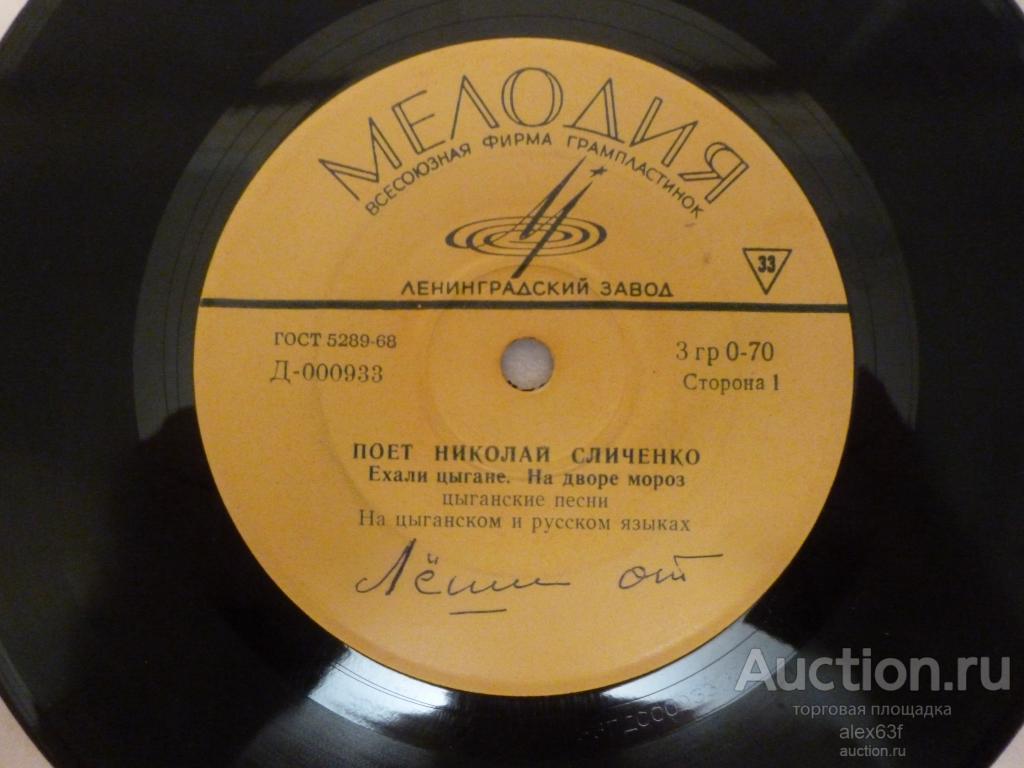 МЕЛОДИЯ
ВСЕСОЮЗНАЯ ФИРМА ГРАМПЛАСТИНОК
ЛЕНИНГРАДСКИЙ ЗАВОД
33
ГОСТ 5289-68
Д-000933
3 гр 0-70
Сторона 1
ПОЕТ НИКОЛАЙ СЛИЧЕНКО
Ехали цыгане. На дворе мороз
цыганские песни
На цыганском и русском языках
от
Auction.ru
торговая площадка
alex63f
auction.ru